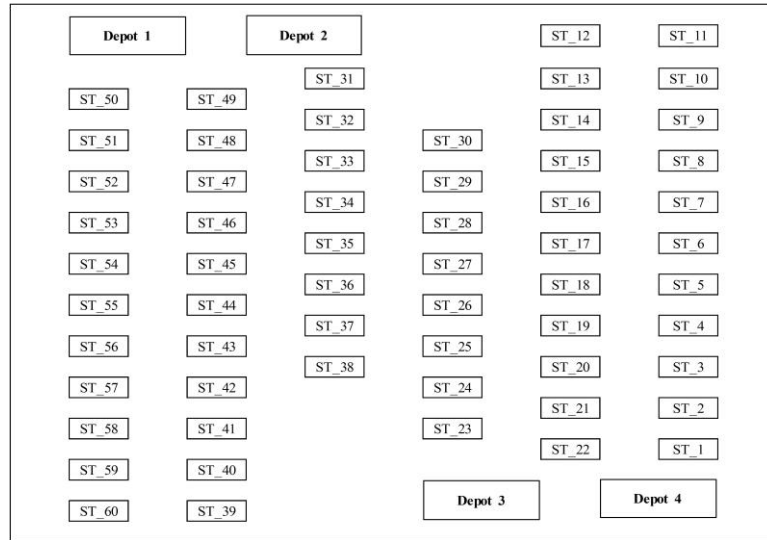 Depot 1 Depot 2 ST_12 ST_11
ST_31 ST_13 ST_10
ST_50 ST_49
ST_32 ST_14 ST_9
ST_51 ST_48 ST_30
ST_33 ST_15 ST_8
ST_52 ST_47 ST_29
ST_34 ST_16 ST_7
ST_53 ST_46 ST_28
ST_35 ST_17 ST_6
ST_54 ST_45 ST_27
ST_36 ST_18 ST_5
ST_55 ST_44 ST_26
ST_37 ST_19 ST_4
ST_56 ST_43 ST_25
ST_38 ST_20 ST_3
ST_57 ST_42 ST_24
ST_21 ST_2
ST_58 ST_41 ST_23
ST_22 ST_1
ST_59 ST_40
Depot 3 Depot 4
ST_60 ST_39